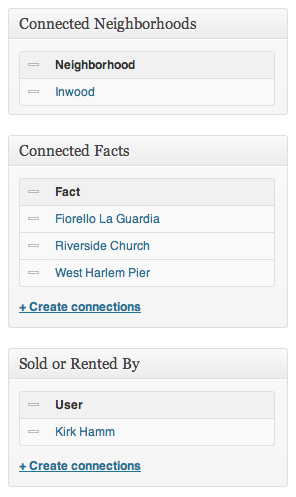 Connected Neighborhoods
Neighborhood
Inwood
Connected Facts
Fact
Fiorello La Guardia
Riverside Church
West Harlem Pier
+ Create connections
Sold or Rented By
User
Kirk Hamm
+ Create connections